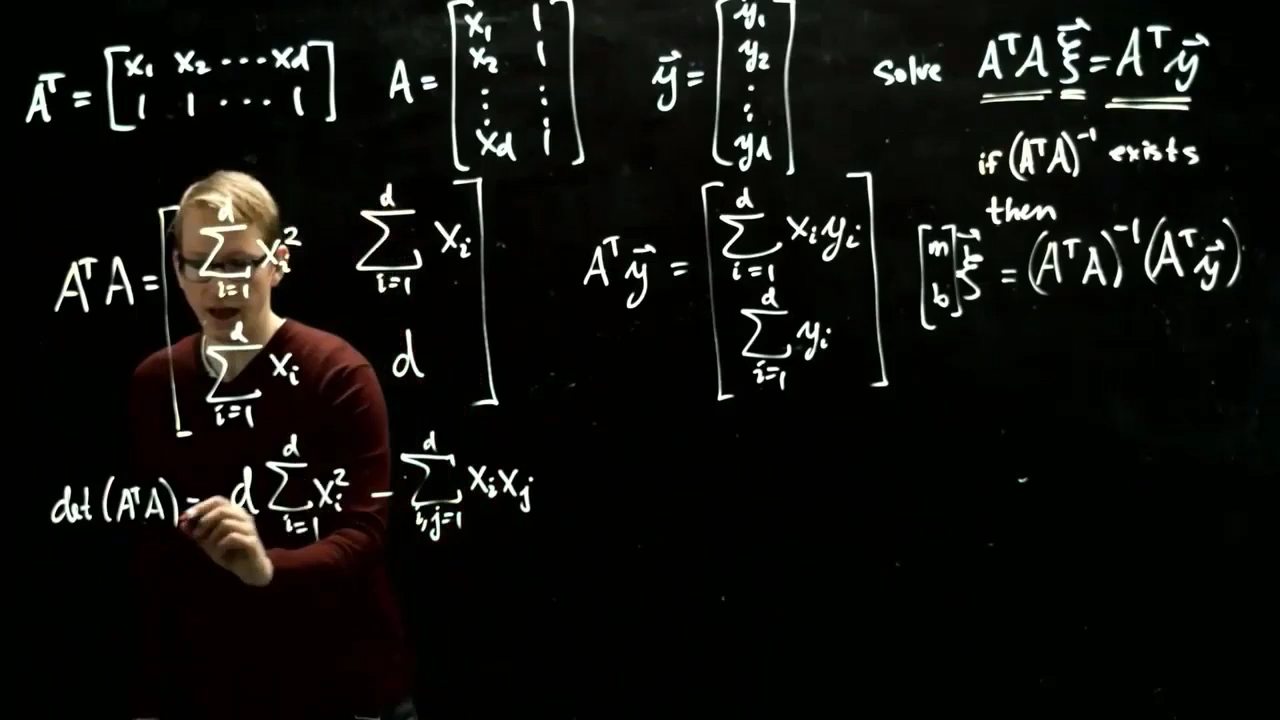 Aᵀ = [x₁ x₂ ⋯ x_d; 1 1 ⋯ 1]
A = [x₁ 1; x₂ 1; ⋮ ⋮; x_d 1]
y⃗ = [y₁; y₂; ⋮; y_d]
Solve AᵀA ξ⃗ = Aᵀ y⃗
if (AᵀA)⁻¹ exists
then
[m; b] ξ⃗ = (AᵀA)⁻¹(Aᵀy⃗)
AᵀA = [∑_{i=1}^{d} x_i² ∑_{i=1}^{d} x_i; ∑_{i=1}^{d} x_i d]
Aᵀy⃗ = [∑_{i=1}^{d} x_i y_i; ∑_{i=1}^{d} y_i]
det(AᵀA) = d ∑_{i=1}^{d} x_i² − ∑_{i,j=1}^{d} x_i x_j